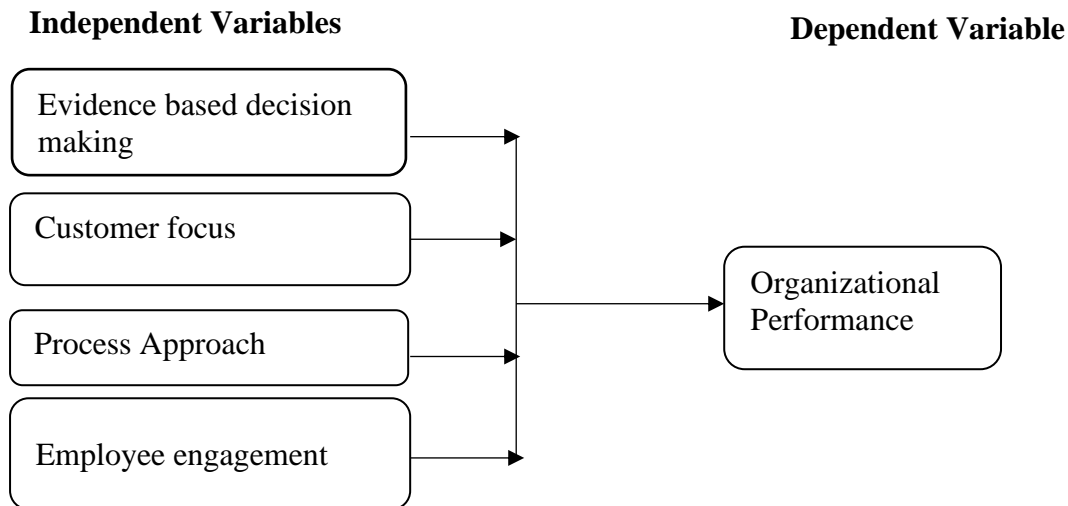 Independent Variables
Dependent Variable
Evidence based decision
making
Customer focus
Process Approach
Employee engagement
Organizational
Performance